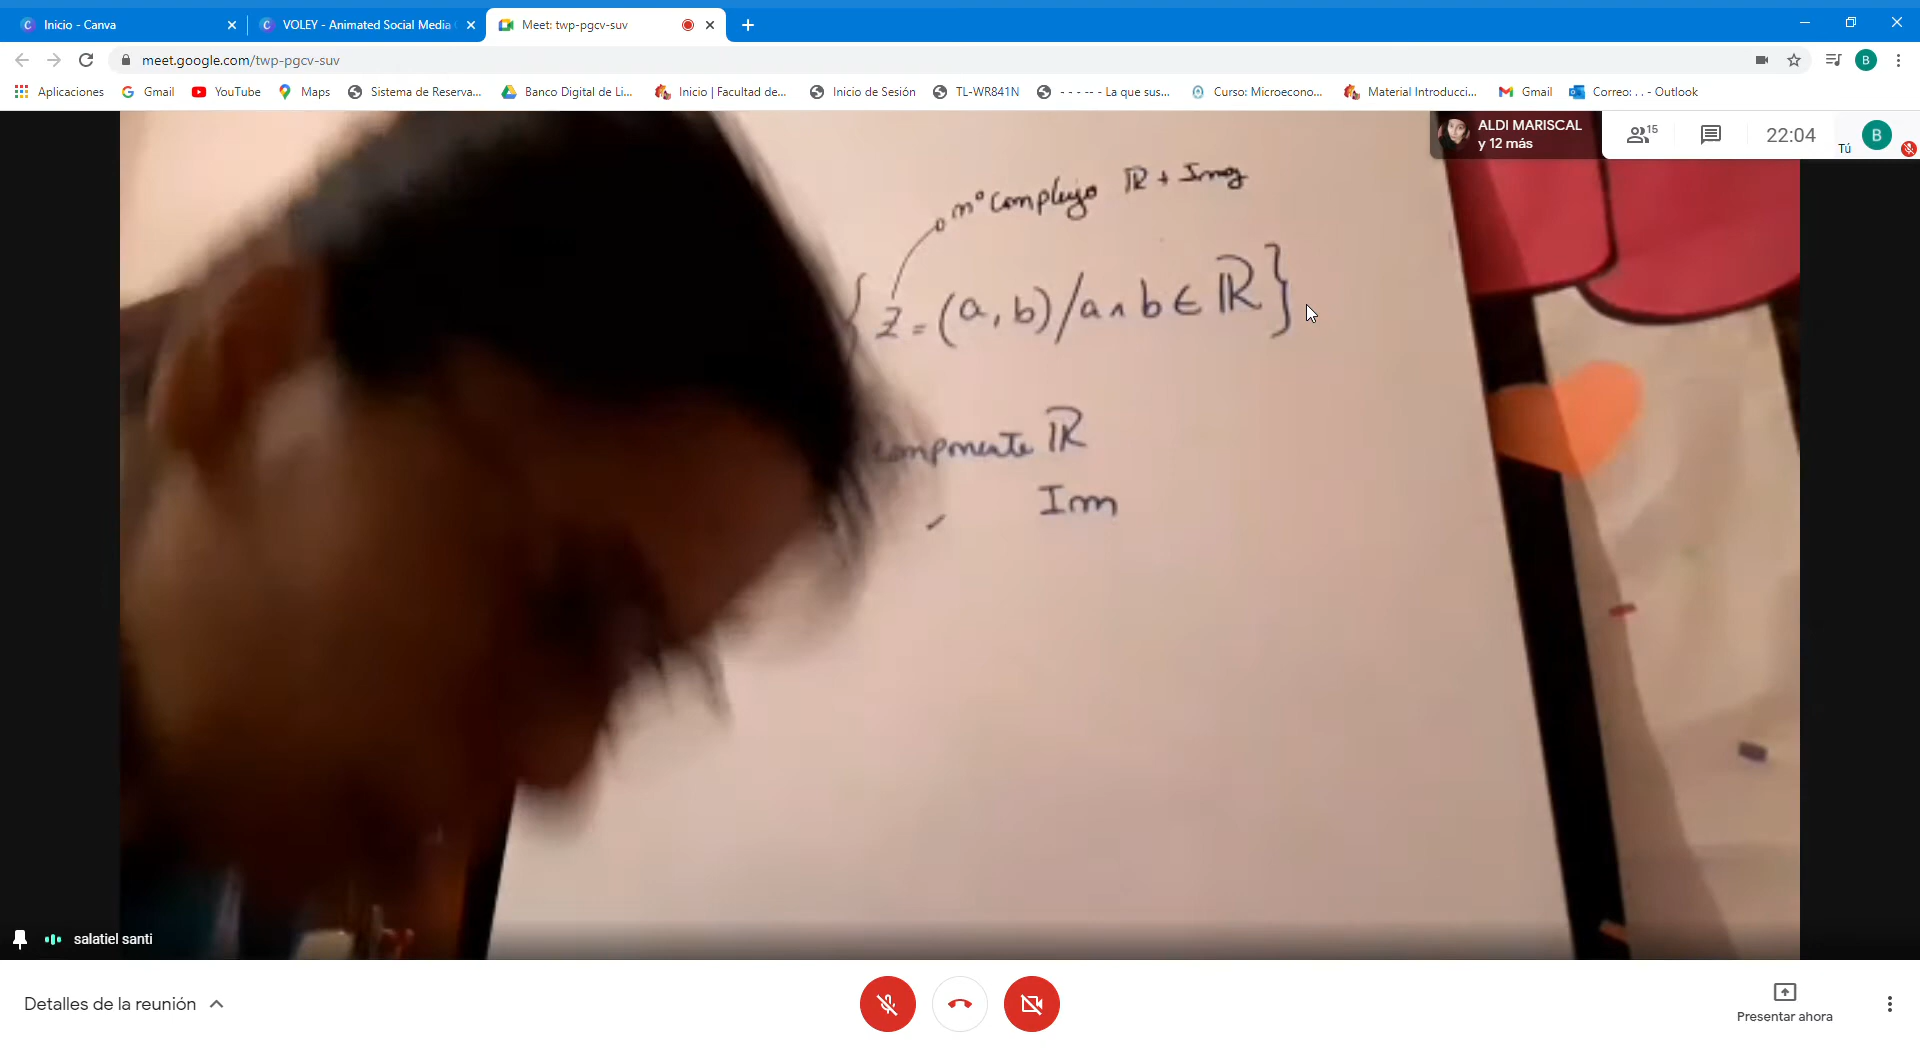 Inicio - Canva
VOLEY - Animated Social Media
Meet: twp-pgcv-suv
meet.google.com/twp-pgcv-suv
B
Aplicaciones
Gmail
YouTube
Maps
Sistema de Reserva...
Banco Digital de Li...
Inicio | Facultad de...
Inicio de Sesión
TL-WR841N
- - - -- - La que sus...
Curso: Microecono...
Material Introducci...
Gmail
Correo: . . - Outlook
ALDI MARISCAL
y 12 más
15
22:04
Tú
B
nº Complejo ℝ + Imag
{ Z = (a, b) / a ∧ b ∈ ℝ }
componente ℝ
Im
salatiel santi
Detalles de la reunión
Presentar ahora